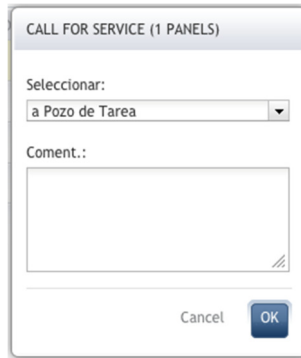 CALL FOR SERVICE (1 PANELS)
Seleccionar:
a Pozo de Tarea
Coment.:
Cancel OK